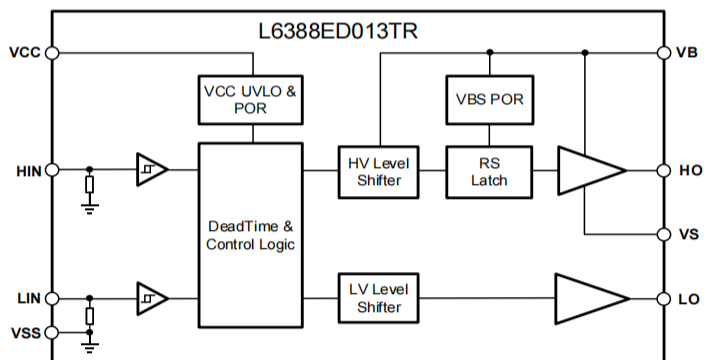 L6388ED013TR
VCC
VB
VCC UVLO &
POR
VBS POR
HIN
HV Level
Shifter
RS
Latch
HO
DeadTime &
Control Logic
VS
LIN
LV Level
Shifter
LO
VSS